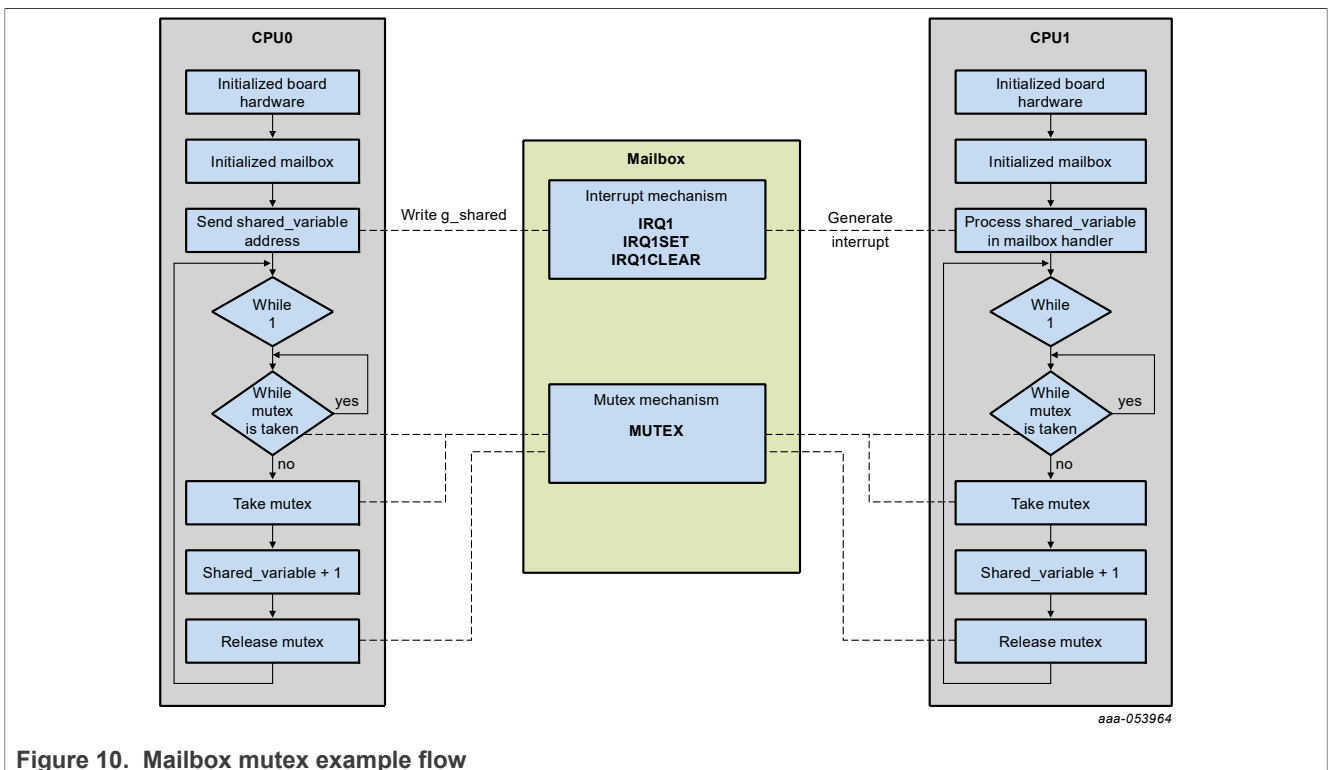 CPU0
Initialized board
hardware
Initialized mailbox
Send shared_variable
address
While
1
While
mutex
is taken
yes
no
Take mutex
Shared_variable + 1
Release mutex
Write g_shared
Mailbox
Interrupt mechanism
IRQ1
IRQ1SET
IRQ1CLEAR
Mutex mechanism
MUTEX
Generate
interrupt
CPU1
Initialized board
hardware
Initialized mailbox
Process shared_variable
in mailbox handler
While
1
While
mutex
is taken
yes
no
Take mutex
Shared_variable + 1
Release mutex
aaa-053964
Figure 10. Mailbox mutex example flow